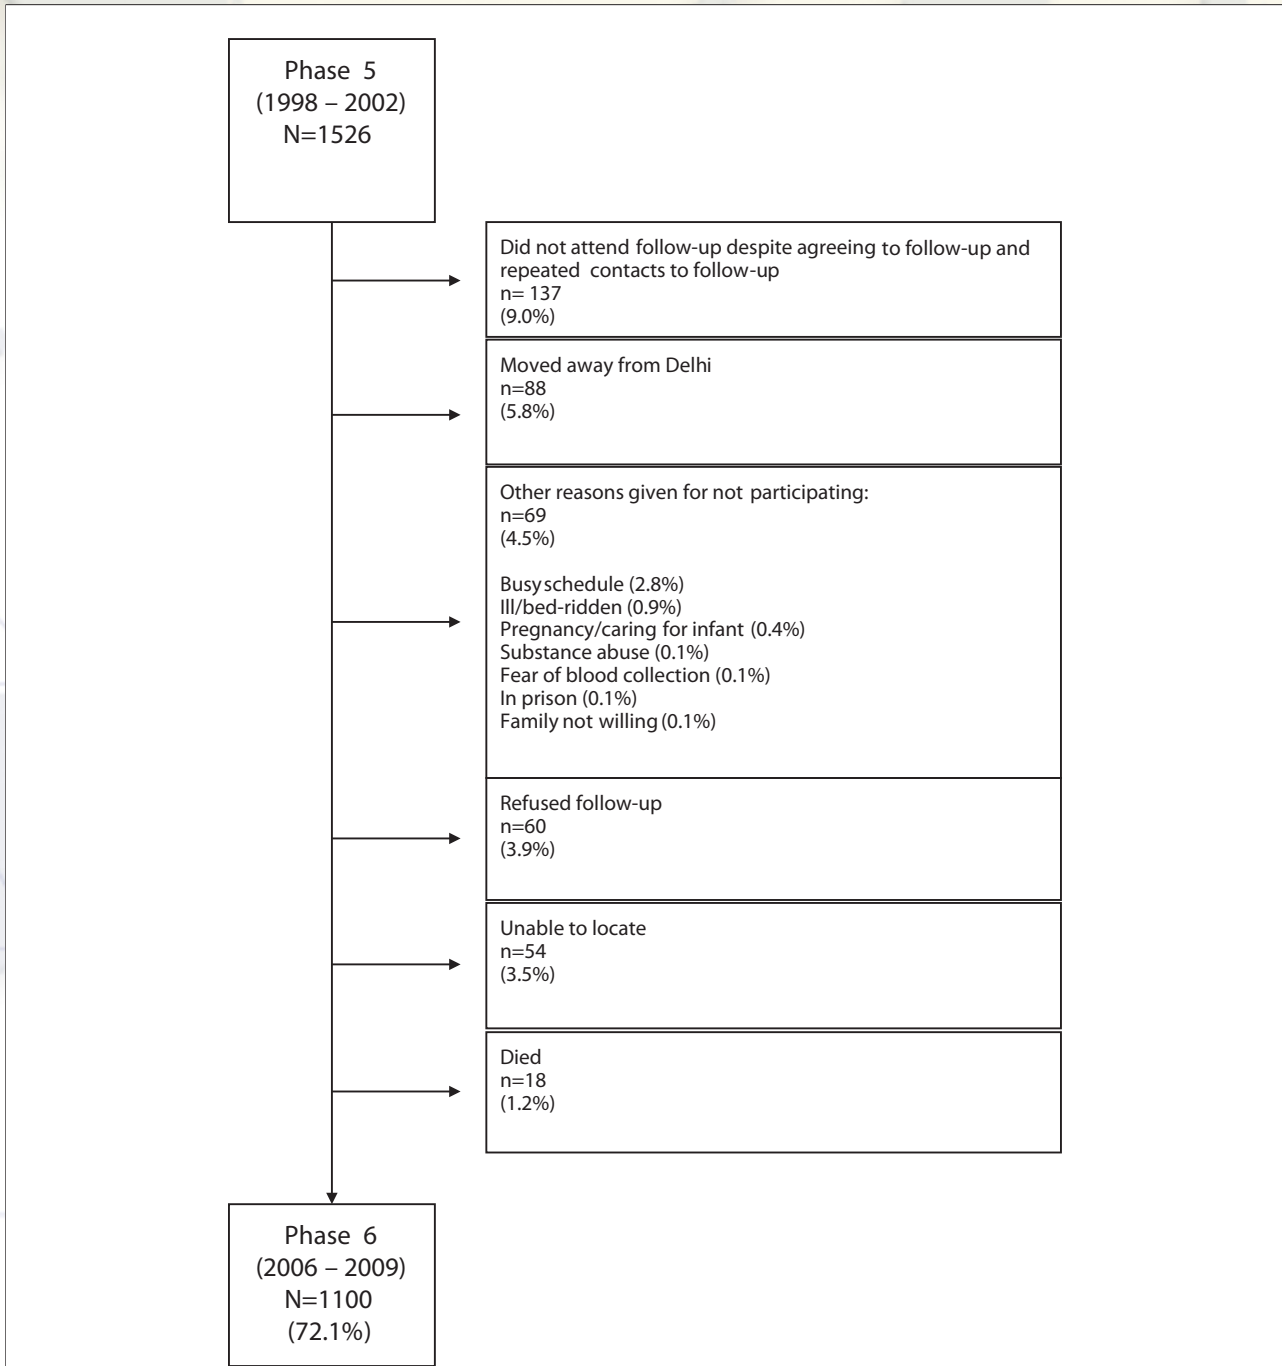 Phase 5
(1998 – 2002)
N=1526
Did not attend follow-up despite agreeing to follow-up and
repeated contacts to follow-up
n= 137
(9.0%)
Moved away from Delhi
n=88
(5.8%)
Other reasons given for not participating:
n=69
(4.5%)
Busy schedule (2.8%)
Ill/bed-ridden (0.9%)
Pregnancy/caring for infant (0.4%)
Substance abuse (0.1%)
Fear of blood collection (0.1%)
In prison (0.1%)
Family not willing (0.1%)
Refused follow-up
n=60
(3.9%)
Unable to locate
n=54
(3.5%)
Died
n=18
(1.2%)
Phase 6
(2006 – 2009)
N=1100
(72.1%)